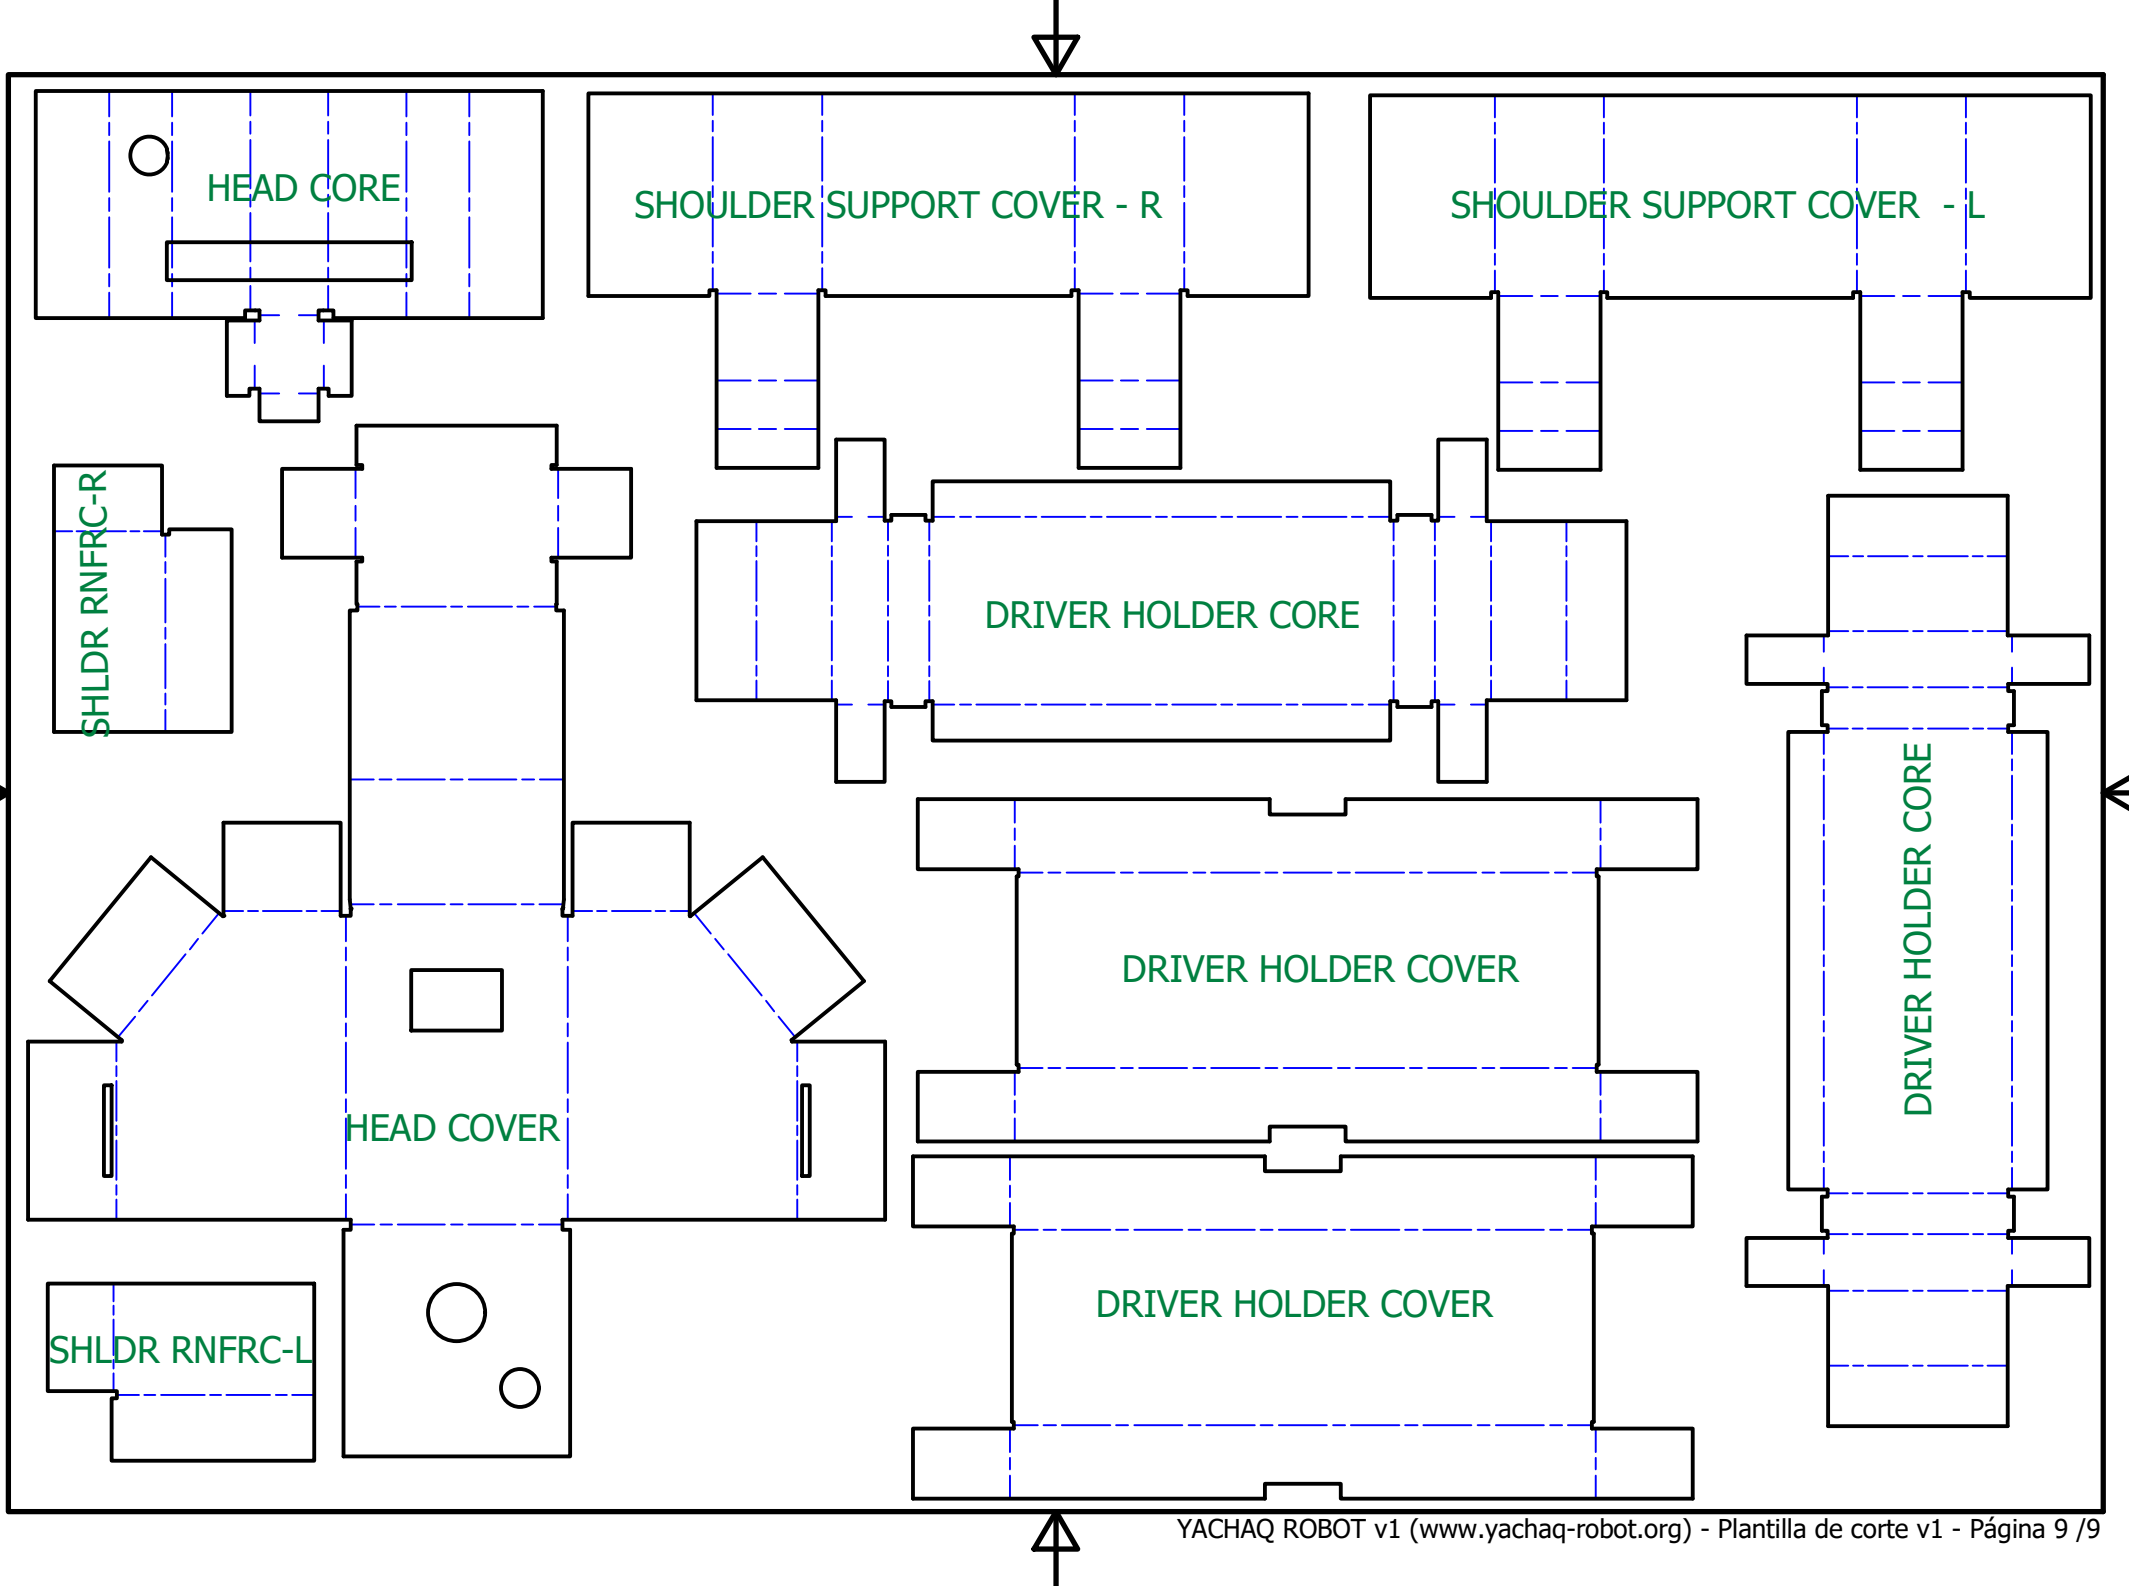 HEAD CORE
SHOULDER SUPPORT COVER - R
SHOULDER SUPPORT COVER - L
SHLDR RNFRC-R
DRIVER HOLDER CORE
DRIVER HOLDER CORE
DRIVER HOLDER COVER
HEAD COVER
DRIVER HOLDER COVER
SHLDR RNFRC-L
YACHAQ ROBOT v1 (www.yachaq-robot.org) - Plantilla de corte v1 - Página 9 /9